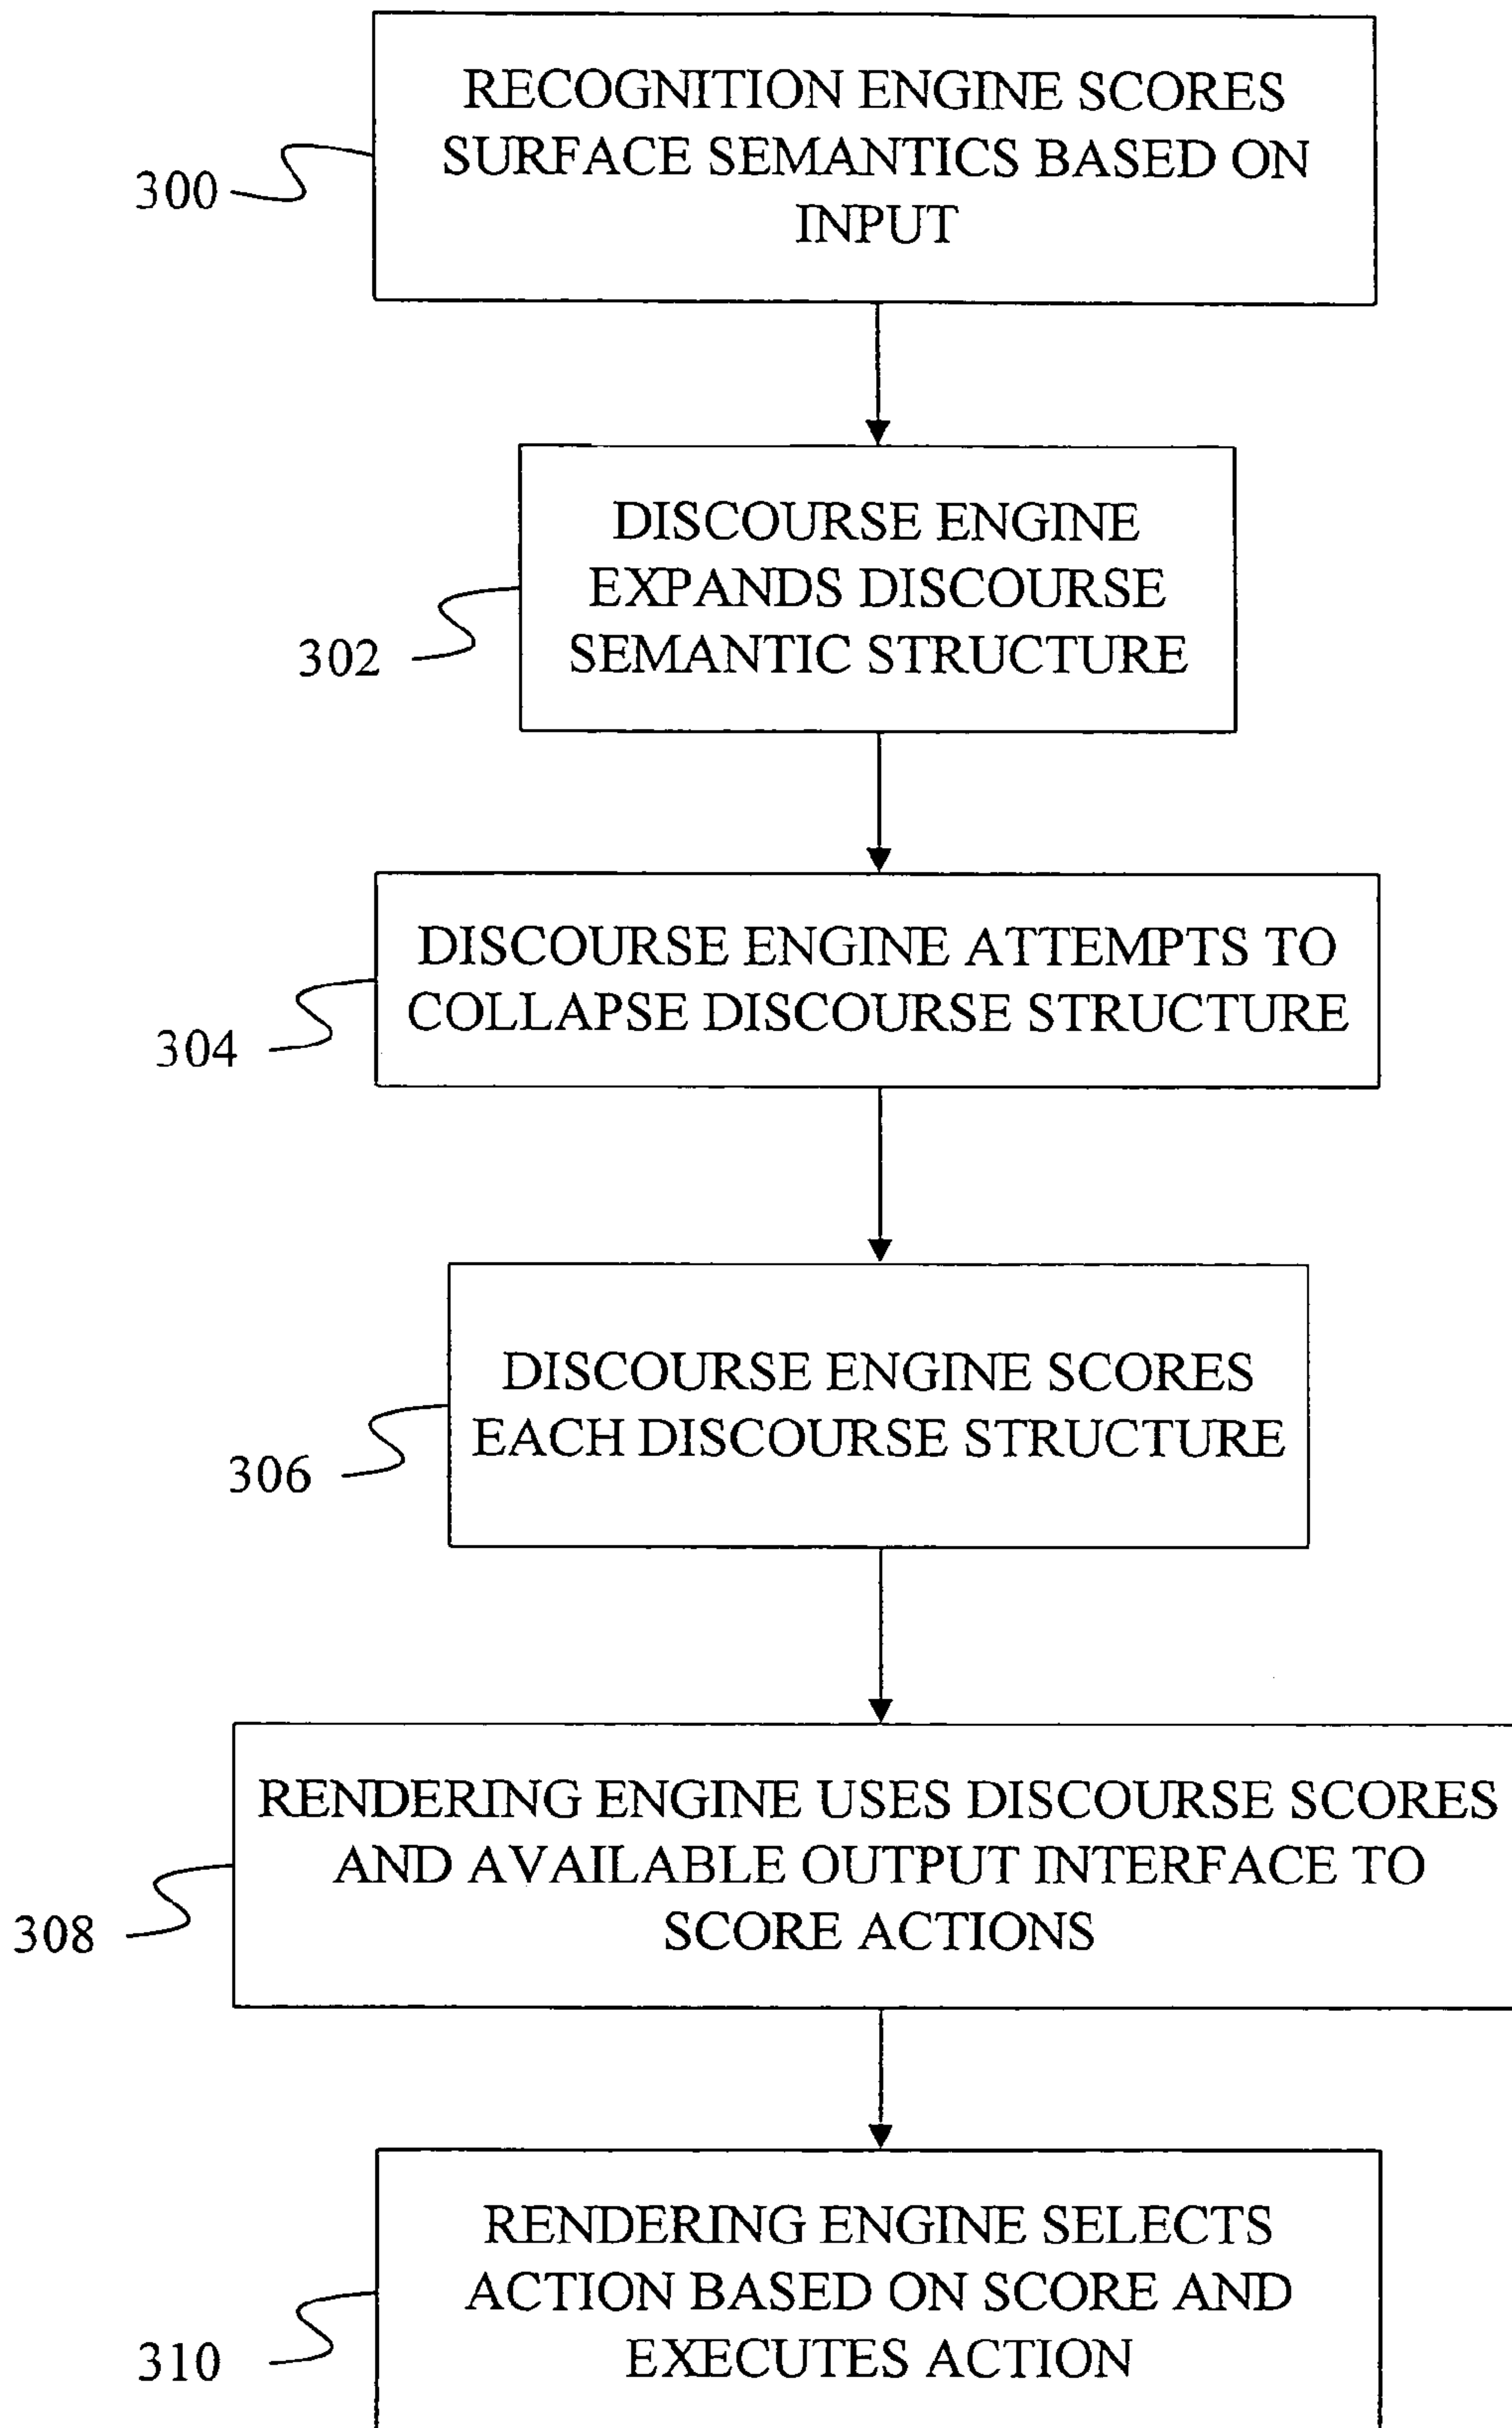 RECOGNITION ENGINE SCORES
SURFACE SEMANTICS BASED ON
INPUT
300
DISCOURSE ENGINE
EXPANDS DISCOURSE
SEMANTIC STRUCTURE
302
DISCOURSE ENGINE ATTEMPTS TO
COLLAPSE DISCOURSE STRUCTURE
304
DISCOURSE ENGINE SCORES
EACH DISCOURSE STRUCTURE
306
RENDERING ENGINE USES DISCOURSE SCORES
AND AVAILABLE OUTPUT INTERFACE TO
SCORE ACTIONS
308
RENDERING ENGINE SELECTS
ACTION BASED ON SCORE AND
EXECUTES ACTION
310